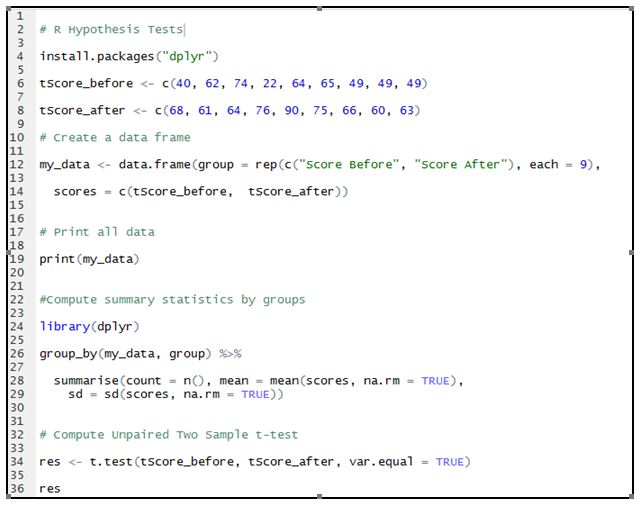 1
2 # R Hypothesis Tests
3
4 install.packages("dplyr")
5
6 tScore_before <- c(40, 62, 74, 22, 64, 65, 49, 49, 49)
7
8 tScore_after <- c(68, 61, 64, 76, 90, 75, 66, 60, 63)
9
10 # Create a data frame
11
12 my_data <- data.frame(group = rep(c("Score Before", "Score After"), each = 9),
13
14   scores = c(tScore_before,  tScore_after))
15
16
17 # Print all data
18
19 print(my_data)
20
21
22 #Compute summary statistics by groups
23
24 library(dplyr)
25
26 group_by(my_data, group) %>%
27
28   summarise(count = n(), mean = mean(scores, na.rm = TRUE),
29     sd = sd(scores, na.rm = TRUE))
30
31
32 # Compute Unpaired Two Sample t-test
33
34 res <- t.test(tScore_before, tScore_after, var.equal = TRUE)
35
36 res